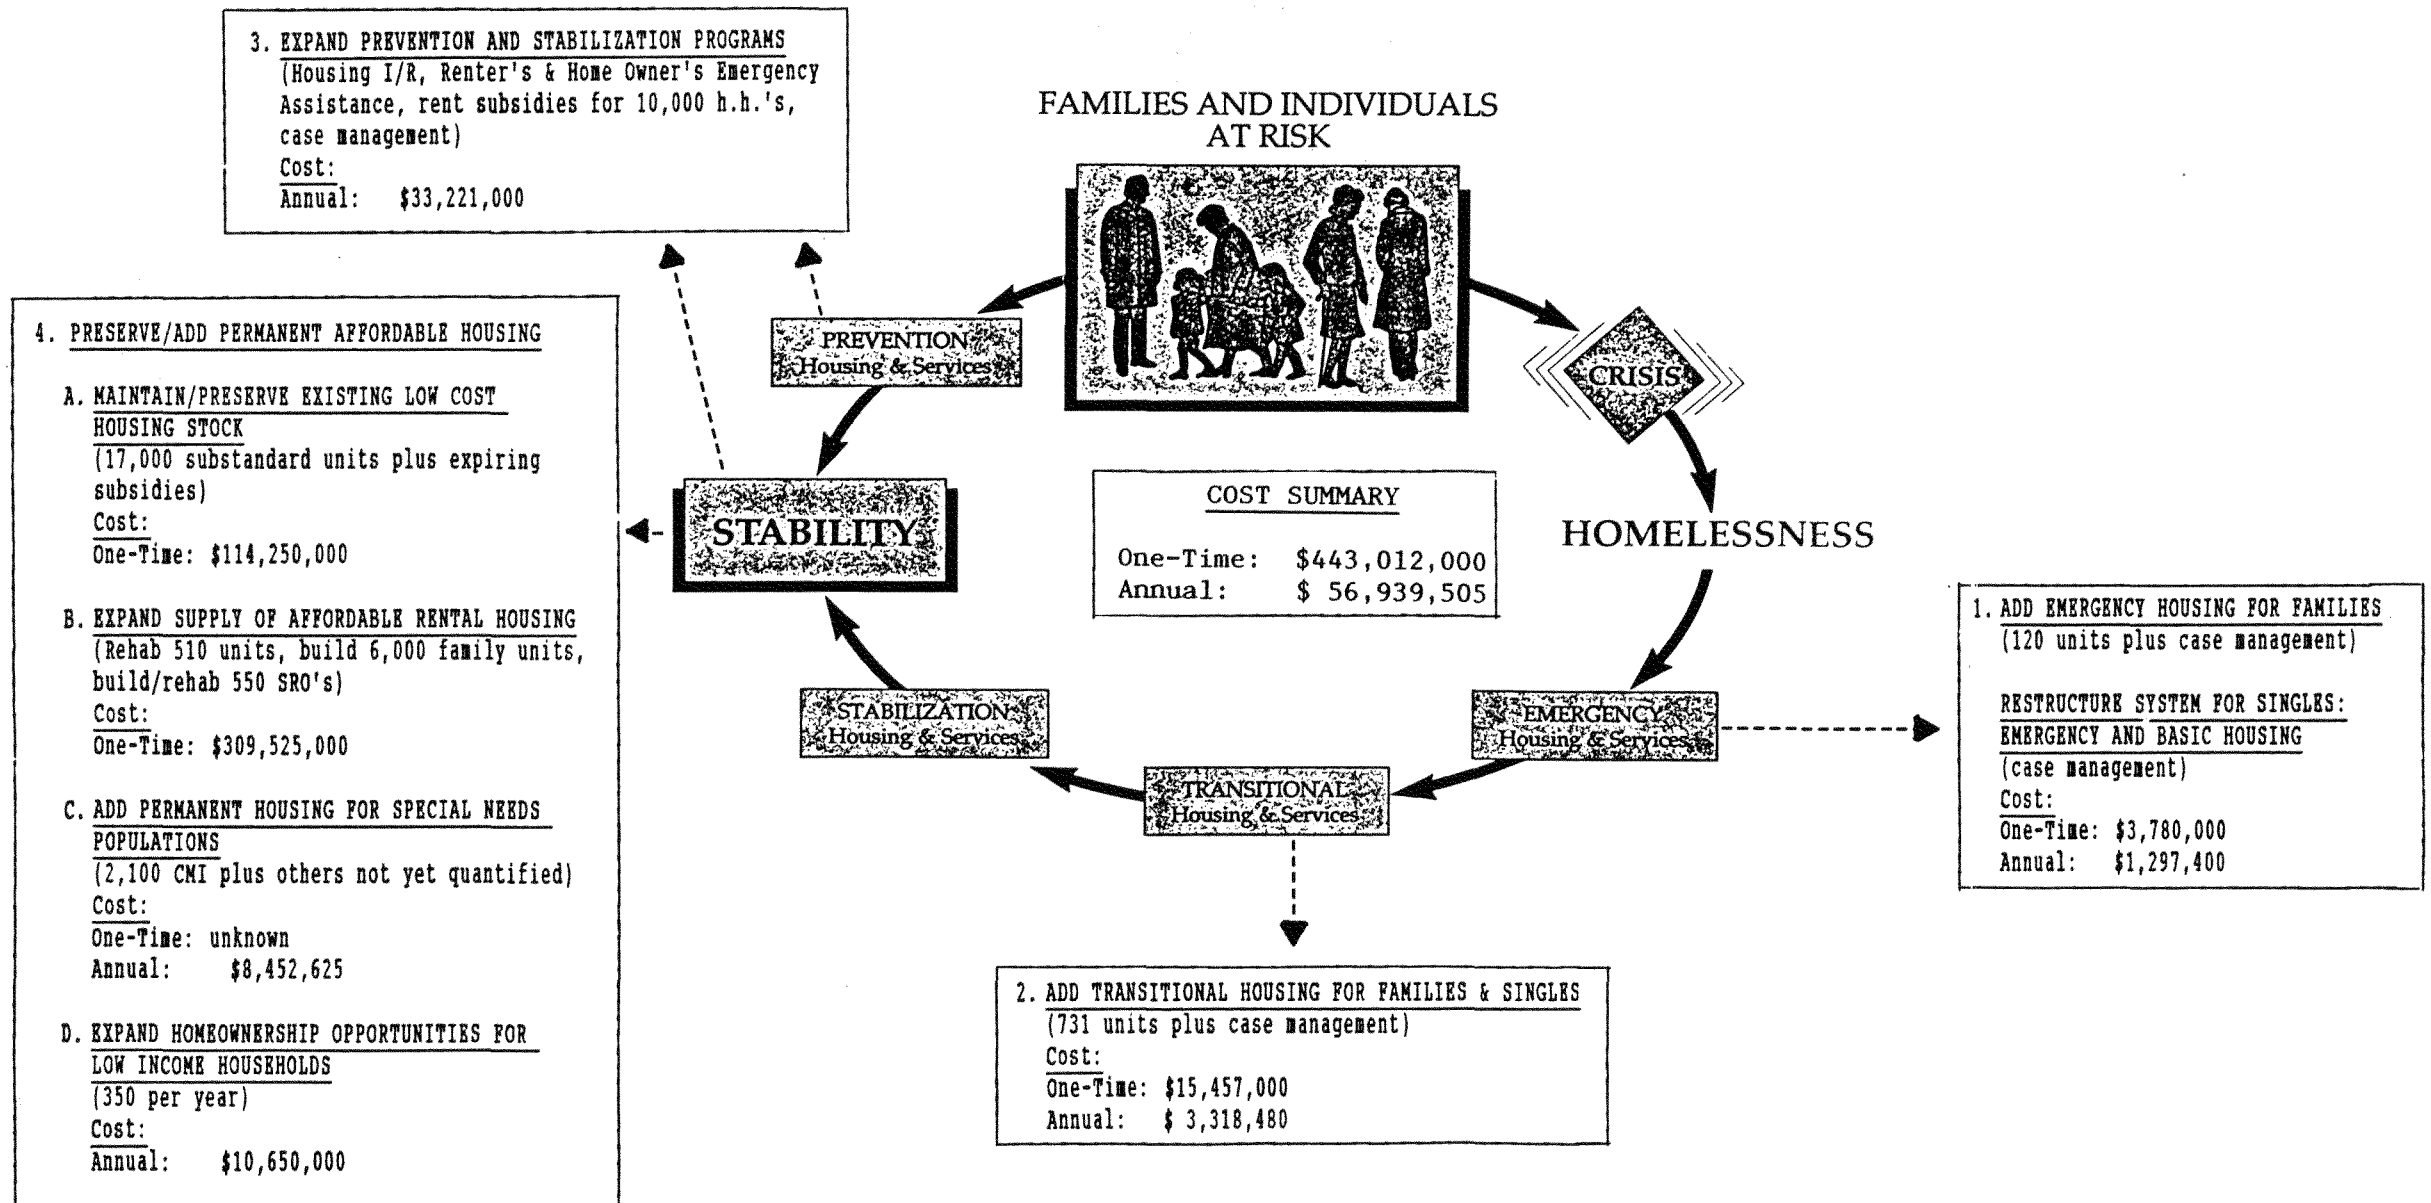 3. EXPAND PREVENTION AND STABILIZATION PROGRAMS
(Housing I/R, Renter's & Home Owner's Emergency
Assistance, rent subsidies for 10,000 h.h.'s,
case management)
Cost:
Annual: $33,221,000
FAMILIES AND INDIVIDUALS
AT RISK
PREVENTION
Housing & Services
CRISIS
4. PRESERVE/ADD PERMANENT AFFORDABLE HOUSING
A. MAINTAIN/PRESERVE EXISTING LOW COST
HOUSING STOCK
(17,000 substandard units plus expiring
subsidies)
Cost:
One-Time: $114,250,000
B. EXPAND SUPPLY OF AFFORDABLE RENTAL HOUSING
(Rehab 510 units, build 6,000 family units,
build/rehab 550 SRO's)
Cost:
One-Time: $309,525,000
C. ADD PERMANENT HOUSING FOR SPECIAL NEEDS
POPULATIONS
(2,100 CMI plus others not yet quantified)
Cost:
One-Time: unknown
Annual: $8,452,625
D. EXPAND HOMEOWNERSHIP OPPORTUNITIES FOR
LOW INCOME HOUSEHOLDS
(350 per year)
Cost:
Annual: $10,650,000
STABILITY
COST SUMMARY
One-Time: $443,012,000
Annual: $ 56,939,505
HOMELESSNESS
STABILIZATION
Housing & Services
EMERGENCY
Housing & Services
TRANSITIONAL
Housing & Services
1. ADD EMERGENCY HOUSING FOR FAMILIES
(120 units plus case management)
RESTRUCTURE SYSTEM FOR SINGLES:
EMERGENCY AND BASIC HOUSING
(case management)
Cost:
One-Time: $3,780,000
Annual: $1,297,400
2. ADD TRANSITIONAL HOUSING FOR FAMILIES & SINGLES
(731 units plus case management)
Cost:
One-Time: $15,457,000
Annual: $ 3,318,480